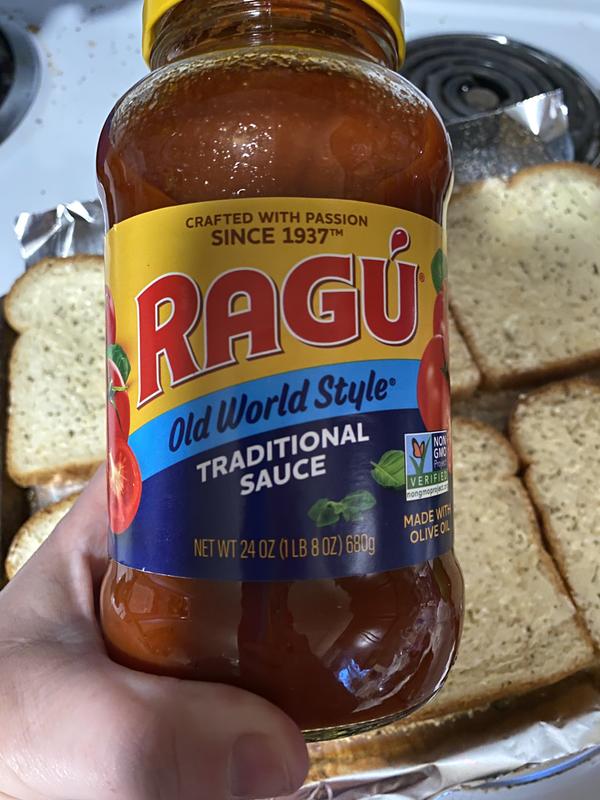 CRAFTED WITH PASSION
SINCE 1937™
RAGÚ®
Old World Style®
TRADITIONAL
SAUCE
NON
GMO
Project
VERIFIED
nongmoproject.org
MADE WITH
OLIVE OIL
NET WT 24 OZ (1 LB 8 OZ) 680g